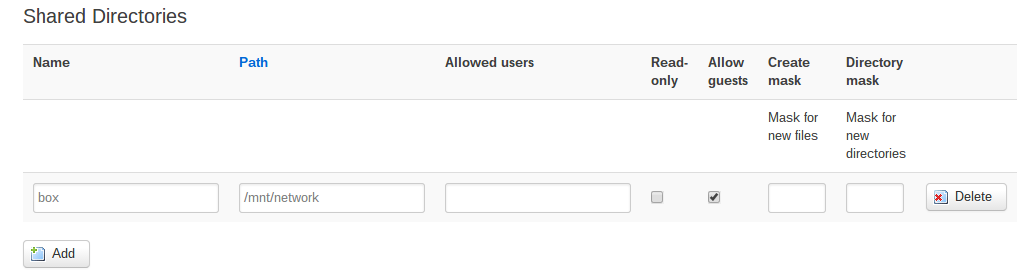 Shared Directories
Name Path Allowed users Read-only Allow guests Create mask Directory mask
Mask for new files Mask for new directories
box /mnt/network Delete
Add